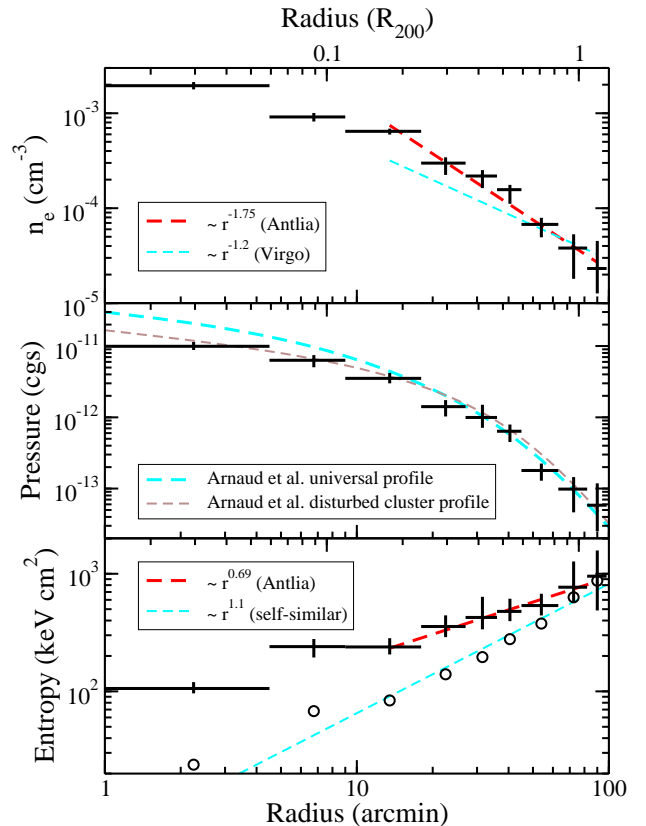 Radius (R_200)
0.1 1
10^-3
10^-4
n_e (cm^-3)
~ r^-1.75 (Antlia)
~ r^-1.2 (Virgo)
10^-5
10^-11
10^-12
10^-13
Pressure (cgs)
Arnaud et al. universal profile
Arnaud et al. disturbed cluster profile
10^3
10^2
Entropy (keV cm^2)
~ r^0.69 (Antlia)
~ r^1.1 (self-similar)
1 10 100
Radius (arcmin)